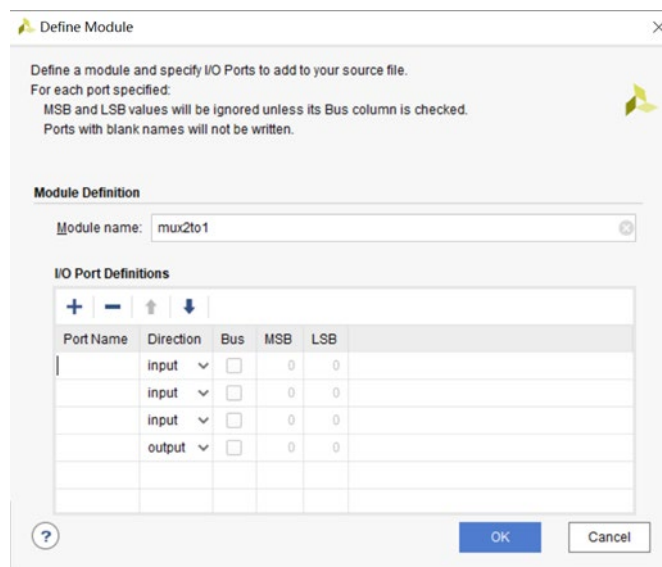 Define Module
Define a module and specify I/O Ports to add to your source file.
For each port specified:
MSB and LSB values will be ignored unless its Bus column is checked.
Ports with blank names will not be written.
Module Definition
Module name: mux2to1
I/O Port Definitions
Port Name Direction Bus MSB LSB
input 0 0
input 0 0
input 0 0
output 0 0
? OK Cancel